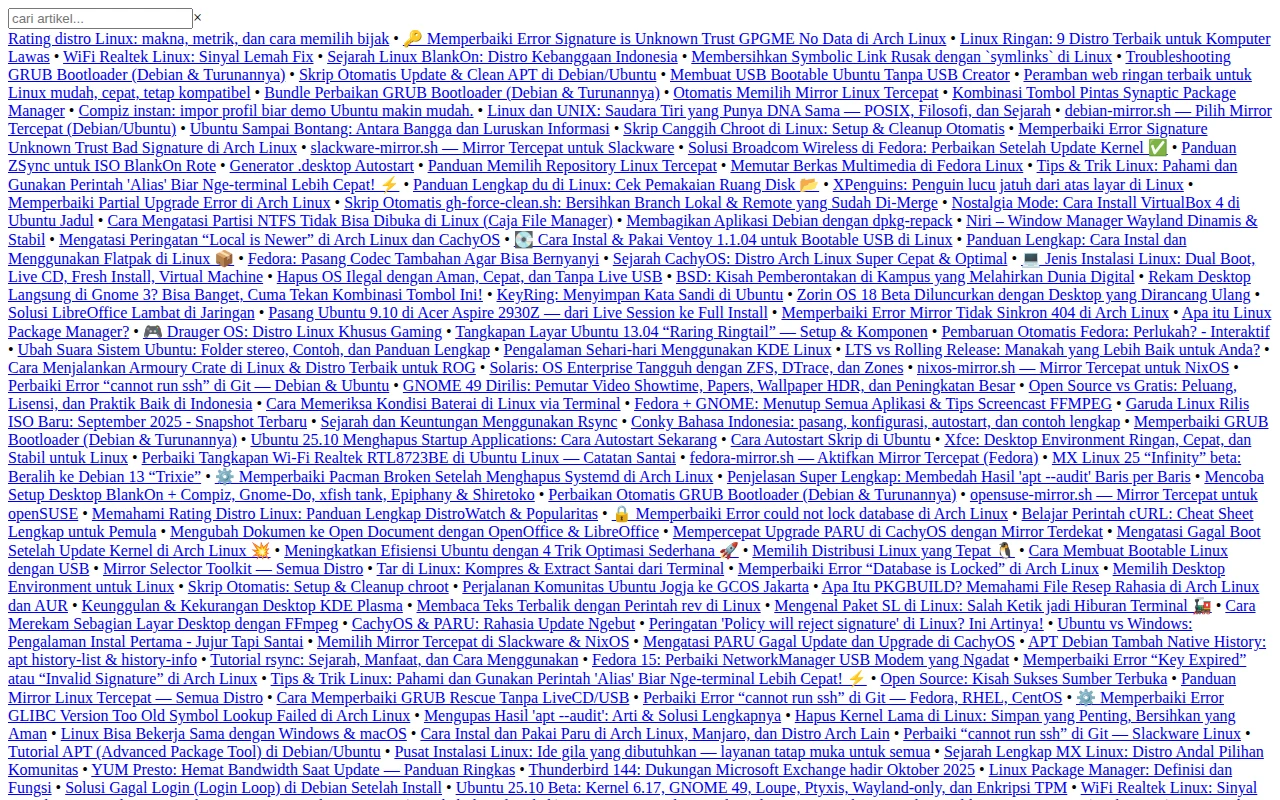 cari artikel... ×
Rating distro Linux: makna, metrik, dan cara memilih bijak • 🔑 Memperbaiki Error Signature is Unknown Trust GPGME No Data di Arch Linux • Linux Ringan: 9 Distro Terbaik untuk Komputer
Lawas • WiFi Realtek Linux: Sinyal Lemah Fix • Sejarah Linux BlankOn: Distro Kebanggaan Indonesia • Membersihkan Symbolic Link Rusak dengan `symlinks` di Linux • Troubleshooting
GRUB Bootloader (Debian & Turunannya) • Skrip Otomatis Update & Clean APT di Debian/Ubuntu • Membuat USB Bootable Ubuntu Tanpa USB Creator • Peramban web ringan terbaik untuk
Linux mudah, cepat, tetap kompatibel • Bundle Perbaikan GRUB Bootloader (Debian & Turunannya) • Otomatis Memilih Mirror Linux Tercepat • Kombinasi Tombol Pintas Synaptic Package
Manager • Compiz instan: impor profil biar demo Ubuntu makin mudah. • Linux dan UNIX: Saudara Tiri yang Punya DNA Sama — POSIX, Filosofi, dan Sejarah • debian-mirror.sh — Pilih Mirror
Tercepat (Debian/Ubuntu) • Ubuntu Sampai Bontang: Antara Bangga dan Luruskan Informasi • Skrip Canggih Chroot di Linux: Setup & Cleanup Otomatis • Memperbaiki Error Signature
Unknown Trust Bad Signature di Arch Linux • slackware-mirror.sh — Mirror Tercepat untuk Slackware • Solusi Broadcom Wireless di Fedora: Perbaikan Setelah Update Kernel ✅ • Panduan
ZSync untuk ISO BlankOn Rote • Generator .desktop Autostart • Panduan Memilih Repository Linux Tercepat • Memutar Berkas Multimedia di Fedora Linux • Tips & Trik Linux: Pahami dan
Gunakan Perintah 'Alias' Biar Nge-terminal Lebih Cepat! ⚡ • Panduan Lengkap du di Linux: Cek Pemakaian Ruang Disk 📂 • XPenguins: Penguin lucu jatuh dari atas layar di Linux •
Memperbaiki Partial Upgrade Error di Arch Linux • Skrip Otomatis gh-force-clean.sh: Bersihkan Branch Lokal & Remote yang Sudah Di-Merge • Nostalgia Mode: Cara Install VirtualBox 4 di
Ubuntu Jadul • Cara Mengatasi Partisi NTFS Tidak Bisa Dibuka di Linux (Caja File Manager) • Membagikan Aplikasi Debian dengan dpkg-repack • Niri – Window Manager Wayland Dinamis &
Stabil • Mengatasi Peringatan “Local is Newer” di Arch Linux dan CachyOS • 💽 Cara Instal & Pakai Ventoy 1.1.04 untuk Bootable USB di Linux • Panduan Lengkap: Cara Instal dan
Menggunakan Flatpak di Linux 📦 • Fedora: Pasang Codec Tambahan Agar Bisa Bernyanyi • Sejarah CachyOS: Distro Arch Linux Super Cepat & Optimal • 💻 Jenis Instalasi Linux: Dual Boot,
Live CD, Fresh Install, Virtual Machine • Hapus OS Ilegal dengan Aman, Cepat, dan Tanpa Live USB • BSD: Kisah Pemberontakan di Kampus yang Melahirkan Dunia Digital • Rekam Desktop
Langsung di Gnome 3? Bisa Banget, Cuma Tekan Kombinasi Tombol Ini! • KeyRing: Menyimpan Kata Sandi di Ubuntu • Zorin OS 18 Beta Diluncurkan dengan Desktop yang Dirancang Ulang •
Solusi LibreOffice Lambat di Jaringan • Pasang Ubuntu 9.10 di Acer Aspire 2930Z — dari Live Session ke Full Install • Memperbaiki Error Mirror Tidak Sinkron 404 di Arch Linux • Apa itu Linux
Package Manager? • 🎮 Drauger OS: Distro Linux Khusus Gaming • Tangkapan Layar Ubuntu 13.04 “Raring Ringtail” — Setup & Komponen • Pembaruan Otomatis Fedora: Perlukah? - Interaktif
• Ubah Suara Sistem Ubuntu: Folder stereo, Contoh, dan Panduan Lengkap • Pengalaman Sehari-hari Menggunakan KDE Linux • LTS vs Rolling Release: Manakah yang Lebih Baik untuk Anda? •
Cara Menjalankan Armoury Crate di Linux & Distro Terbaik untuk ROG • Solaris: OS Enterprise Tangguh dengan ZFS, DTrace, dan Zones • nixos-mirror.sh — Mirror Tercepat untuk NixOS •
Perbaiki Error “cannot run ssh” di Git — Debian & Ubuntu • GNOME 49 Dirilis: Pemutar Video Showtime, Papers, Wallpaper HDR, dan Peningkatan Besar • Open Source vs Gratis: Peluang,
Lisensi, dan Praktik Baik di Indonesia • Cara Memeriksa Kondisi Baterai di Linux via Terminal • Fedora + GNOME: Menutup Semua Aplikasi & Tips Screencast FFMPEG • Garuda Linux Rilis
ISO Baru: September 2025 - Snapshot Terbaru • Sejarah dan Keuntungan Menggunakan Rsync • Conky Bahasa Indonesia: pasang, konfigurasi, autostart, dan contoh lengkap • Memperbaiki GRUB
Bootloader (Debian & Turunannya) • Ubuntu 25.10 Menghapus Startup Applications: Cara Autostart Sekarang • Cara Autostart Skrip di Ubuntu • Xfce: Desktop Environment Ringan, Cepat, dan
Stabil untuk Linux • Perbaiki Tangkapan Wi-Fi Realtek RTL8723BE di Ubuntu Linux — Catatan Santai • fedora-mirror.sh — Aktifkan Mirror Tercepat (Fedora) • MX Linux 25 “Infinity” beta:
Beralih ke Debian 13 “Trixie” • ⚙️ Memperbaiki Pacman Broken Setelah Menghapus Systemd di Arch Linux • Penjelasan Super Lengkap: Membedah Hasil 'apt --audit' Baris per Baris • Mencoba
Setup Desktop BlankOn + Compiz, Gnome-Do, xfish tank, Epiphany & Shiretoko • Perbaikan Otomatis GRUB Bootloader (Debian & Turunannya) • opensuse-mirror.sh — Mirror Tercepat untuk
openSUSE • Memahami Rating Distro Linux: Panduan Lengkap DistroWatch & Popularitas • 🔒 Memperbaiki Error could not lock database di Arch Linux • Belajar Perintah cURL: Cheat Sheet
Lengkap untuk Pemula • Mengubah Dokumen ke Open Document dengan OpenOffice & LibreOffice • Mempercepat Upgrade PARU di CachyOS dengan Mirror Terdekat • Mengatasi Gagal Boot
Setelah Update Kernel di Arch Linux 💥 • Meningkatkan Efisiensi Ubuntu dengan 4 Trik Optimasi Sederhana 🚀 • Memilih Distribusi Linux yang Tepat 🐧 • Cara Membuat Bootable Linux
dengan USB • Mirror Selector Toolkit — Semua Distro • Tar di Linux: Kompres & Extract Santai dari Terminal • Memperbaiki Error “Database is Locked” di Arch Linux • Memilih Desktop
Environment untuk Linux • Skrip Otomatis: Setup & Cleanup chroot • Perjalanan Komunitas Ubuntu Jogja ke GCOS Jakarta • Apa Itu PKGBUILD? Memahami File Resep Rahasia di Arch Linux
dan AUR • Keunggulan & Kekurangan Desktop KDE Plasma • Membaca Teks Terbalik dengan Perintah rev di Linux • Mengenal Paket SL di Linux: Salah Ketik jadi Hiburan Terminal 🚂 • Cara
Merekam Sebagian Layar Desktop dengan FFmpeg • CachyOS & PARU: Rahasia Update Ngebut • Peringatan 'Policy will reject signature' di Linux? Ini Artinya! • Ubuntu vs Windows:
Pengalaman Instal Pertama - Jujur Tapi Santai • Memilih Mirror Tercepat di Slackware & NixOS • Mengatasi PARU Gagal Update dan Upgrade di CachyOS • APT Debian Tambah Native History:
apt history-list & history-info • Tutorial rsync: Sejarah, Manfaat, dan Cara Menggunakan • Fedora 15: Perbaiki NetworkManager USB Modem yang Ngadat • Memperbaiki Error “Key Expired”
atau “Invalid Signature” di Arch Linux • Tips & Trik Linux: Pahami dan Gunakan Perintah 'Alias' Biar Nge-terminal Lebih Cepat! ⚡ • Open Source: Kisah Sukses Sumber Terbuka • Panduan
Mirror Linux Tercepat — Semua Distro • Cara Memperbaiki GRUB Rescue Tanpa LiveCD/USB • Perbaiki Error “cannot run ssh” di Git — Fedora, RHEL, CentOS • ⚙️ Memperbaiki Error
GLIBC Version Too Old Symbol Lookup Failed di Arch Linux • Mengupas Hasil 'apt --audit': Arti & Solusi Lengkapnya • Hapus Kernel Lama di Linux: Simpan yang Penting, Bersihkan yang
Aman • Linux Bisa Bekerja Sama dengan Windows & macOS • Cara Instal dan Pakai Paru di Arch Linux, Manjaro, dan Distro Arch Lain • Perbaiki “cannot run ssh” di Git — Slackware Linux •
Tutorial APT (Advanced Package Tool) di Debian/Ubuntu • Pusat Instalasi Linux: Ide gila yang dibutuhkan — layanan tatap muka untuk semua • Sejarah Lengkap MX Linux: Distro Andal Pilihan
Komunitas • YUM Presto: Hemat Bandwidth Saat Update — Panduan Ringkas • Thunderbird 144: Dukungan Microsoft Exchange hadir Oktober 2025 • Linux Package Manager: Definisi dan
Fungsi • Solusi Gagal Login (Login Loop) di Debian Setelah Install • Ubuntu 25.10 Beta: Kernel 6.17, GNOME 49, Loupe, Ptyxis, Wayland-only, dan Enkripsi TPM • WiFi Realtek Linux: Sinyal